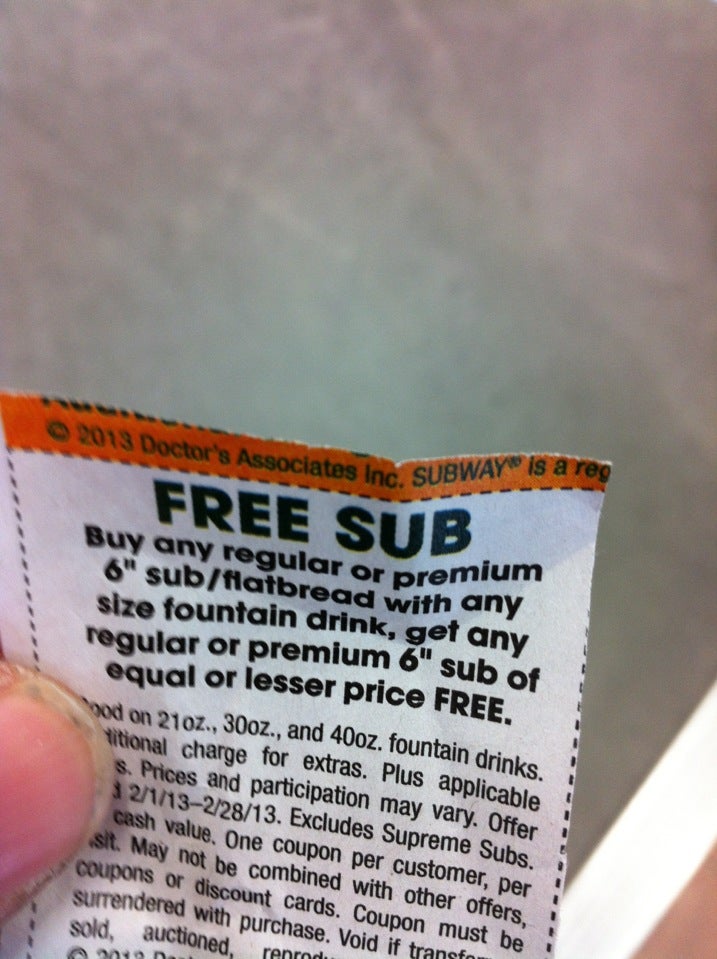 © 2013 Doctor's Associates Inc. SUBWAY® is a reg
FREE SUB
Buy any regular or premium
6" sub/flatbread with any
size fountain drink, get any
regular or premium 6" sub of
equal or lesser price FREE.
ood on 21oz., 30oz., and 40oz. fountain drinks.
ditional charge for extras. Plus applicable
s. Prices and participation may vary. Offer
d 2/1/13–2/28/13. Excludes Supreme Subs.
cash value. One coupon per customer, per
sit. May not be combined with other offers,
coupons or discount cards. Coupon must be
surrendered with purchase. Void if transfe
sold, auctioned, reprodu
© 2013 Doct